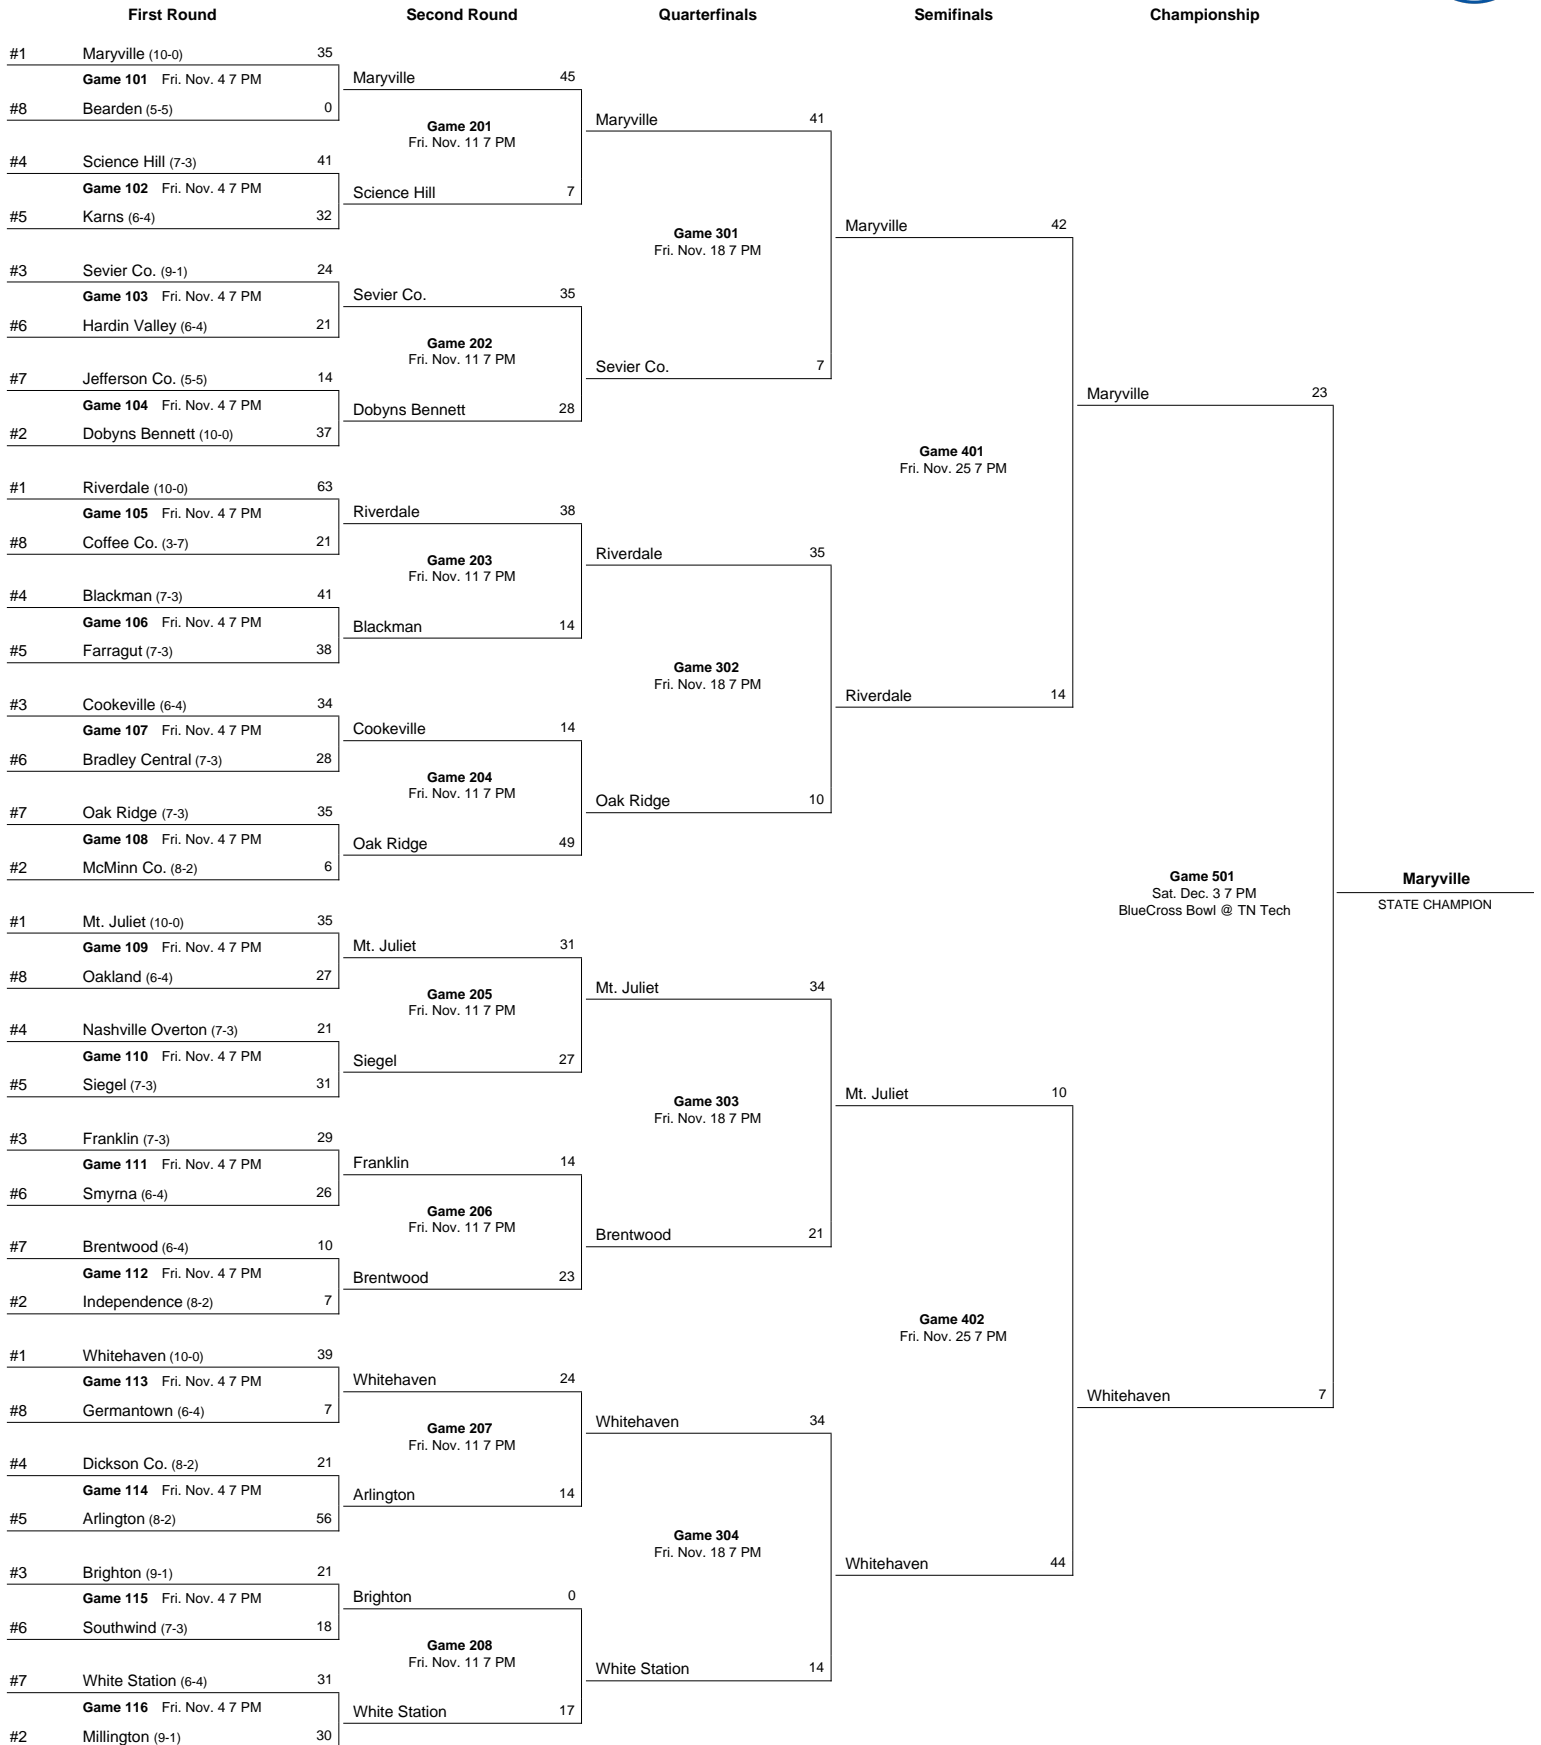 First Round Second Round Quarterfinals Semifinals Championship
#1 Maryville (10-0) 35
Game 101 Fri. Nov. 4 7 PM
#8 Bearden (5-5) 0
#4 Science Hill (7-3) 41
Game 102 Fri. Nov. 4 7 PM
#5 Karns (6-4) 32
#3 Sevier Co. (9-1) 24
Game 103 Fri. Nov. 4 7 PM
#6 Hardin Valley (6-4) 21
#7 Jefferson Co. (5-5) 14
Game 104 Fri. Nov. 4 7 PM
#2 Dobyns Bennett (10-0) 37
#1 Riverdale (10-0) 63
Game 105 Fri. Nov. 4 7 PM
#8 Coffee Co. (3-7) 21
#4 Blackman (7-3) 41
Game 106 Fri. Nov. 4 7 PM
#5 Farragut (7-3) 38
#3 Cookeville (6-4) 34
Game 107 Fri. Nov. 4 7 PM
#6 Bradley Central (7-3) 28
#7 Oak Ridge (7-3) 35
Game 108 Fri. Nov. 4 7 PM
#2 McMinn Co. (8-2) 6
#1 Mt. Juliet (10-0) 35
Game 109 Fri. Nov. 4 7 PM
#8 Oakland (6-4) 27
#4 Nashville Overton (7-3) 21
Game 110 Fri. Nov. 4 7 PM
#5 Siegel (7-3) 31
#3 Franklin (7-3) 29
Game 111 Fri. Nov. 4 7 PM
#6 Smyrna (6-4) 26
#7 Brentwood (6-4) 10
Game 112 Fri. Nov. 4 7 PM
#2 Independence (8-2) 7
#1 Whitehaven (10-0) 39
Game 113 Fri. Nov. 4 7 PM
#8 Germantown (6-4) 7
#4 Dickson Co. (8-2) 21
Game 114 Fri. Nov. 4 7 PM
#5 Arlington (8-2) 56
#3 Brighton (9-1) 21
Game 115 Fri. Nov. 4 7 PM
#6 Southwind (7-3) 18
#7 White Station (6-4) 31
Game 116 Fri. Nov. 4 7 PM
#2 Millington (9-1) 30
Maryville 45
Game 201
Fri. Nov. 11 7 PM
Science Hill 7
Sevier Co. 35
Game 202
Fri. Nov. 11 7 PM
Dobyns Bennett 28
Riverdale 38
Game 203
Fri. Nov. 11 7 PM
Blackman 14
Cookeville 14
Game 204
Fri. Nov. 11 7 PM
Oak Ridge 49
Mt. Juliet 31
Game 205
Fri. Nov. 11 7 PM
Siegel 27
Franklin 14
Game 206
Fri. Nov. 11 7 PM
Brentwood 23
Whitehaven 24
Game 207
Fri. Nov. 11 7 PM
Arlington 14
Brighton 0
Game 208
Fri. Nov. 11 7 PM
White Station 17
Maryville 41
Game 301
Fri. Nov. 18 7 PM
Sevier Co. 7
Riverdale 35
Game 302
Fri. Nov. 18 7 PM
Oak Ridge 10
Mt. Juliet 34
Game 303
Fri. Nov. 18 7 PM
Brentwood 21
Whitehaven 34
Game 304
Fri. Nov. 18 7 PM
White Station 14
Maryville 42
Game 401
Fri. Nov. 25 7 PM
Riverdale 14
Mt. Juliet 10
Game 402
Fri. Nov. 25 7 PM
Whitehaven 44
Maryville 23
Game 501
Sat. Dec. 3 7 PM
BlueCross Bowl @ TN Tech
Whitehaven 7
Maryville
STATE CHAMPION